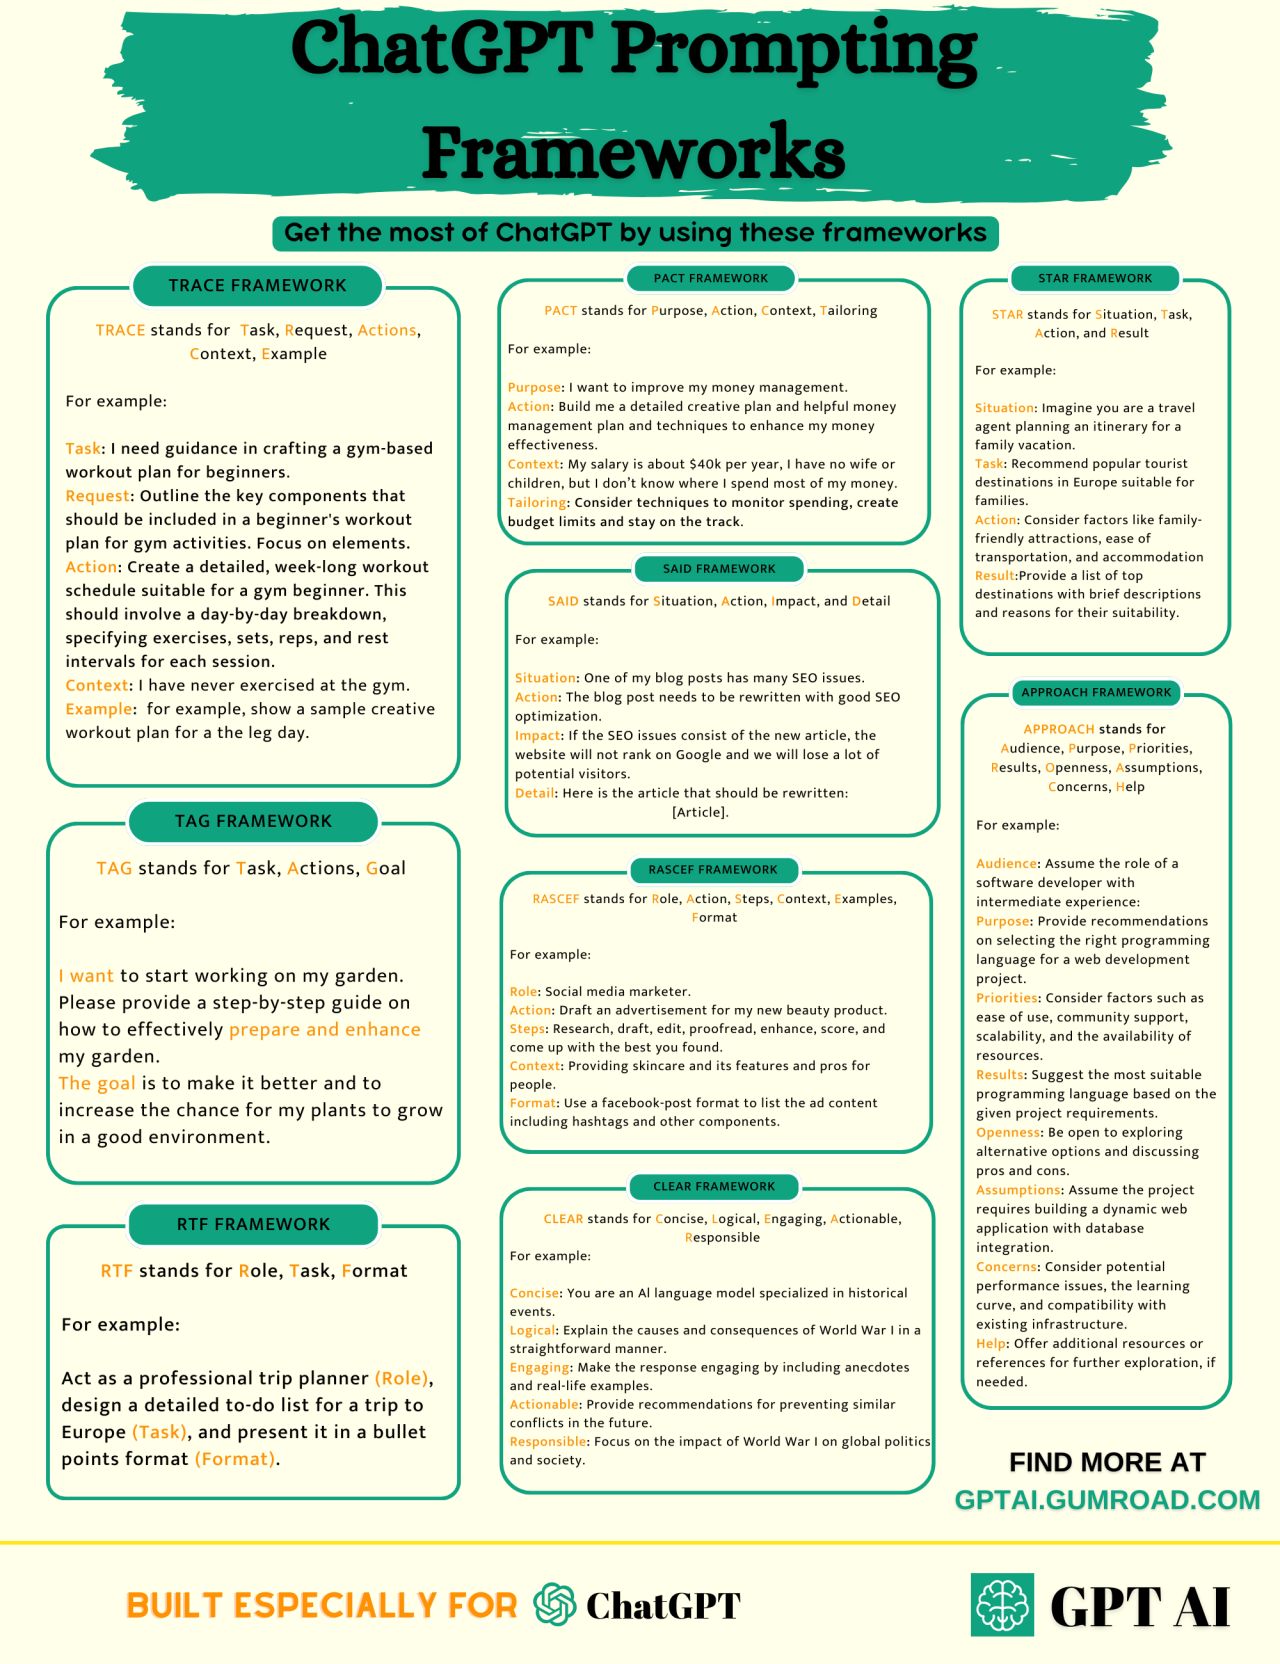 ChatGPT Prompting
Frameworks
Get the most of ChatGPT by using these frameworks
TRACE FRAMEWORK
TRACE stands for Task, Request, Actions,
Context, Example
For example:
Task: I need guidance in crafting a gym-based
workout plan for beginners.
Request: Outline the key components that
should be included in a beginner's workout
plan for gym activities. Focus on elements.
Action: Create a detailed, week-long workout
schedule suitable for a gym beginner. This
should involve a day-by-day breakdown,
specifying exercises, sets, reps, and rest
intervals for each session.
Context: I have never exercised at the gym.
Example: for example, show a sample creative
workout plan for a the leg day.
TAG FRAMEWORK
TAG stands for Task, Actions, Goal
For example:
I want to start working on my garden.
Please provide a step-by-step guide on
how to effectively prepare and enhance
my garden.
The goal is to make it better and to
increase the chance for my plants to grow
in a good environment.
RTF FRAMEWORK
RTF stands for Role, Task, Format
For example:
Act as a professional trip planner (Role),
design a detailed to-do list for a trip to
Europe (Task), and present it in a bullet
points format (Format).
PACT FRAMEWORK
PACT stands for Purpose, Action, Context, Tailoring
For example:
Purpose: I want to improve my money management.
Action: Build me a detailed creative plan and helpful money
management plan and techniques to enhance my money
effectiveness.
Context: My salary is about $40k per year, I have no wife or
children, but I don't know where I spend most of my money.
Tailoring: Consider techniques to monitor spending, create
budget limits and stay on the track.
SAID FRAMEWORK
SAID stands for Situation, Action, Impact, and Detail
For example:
Situation: One of my blog posts has many SEO issues.
Action: The blog post needs to be rewritten with good SEO
optimization.
Impact: If the SEO issues consist of the new article, the
website will not rank on Google and we will lose a lot of
potential visitors.
Detail: Here is the article that should be rewritten:
[Article].
RASCEF FRAMEWORK
RASCEF stands for Role, Action, Steps, Context, Examples,
Format
For example:
Role: Social media marketer.
Action: Draft an advertisement for my new beauty product.
Steps: Research, draft, edit, proofread, enhance, score, and
come up with the best you found.
Context: Providing skincare and its features and pros for
people.
Format: Use a facebook-post format to list the ad content
including hashtags and other components.
CLEAR FRAMEWORK
CLEAR stands for Concise, Logical, Engaging, Actionable,
Responsible
For example:
Concise: You are an AI language model specialized in historical
events.
Logical: Explain the causes and consequences of World War I in a
straightforward manner.
Engaging: Make the response engaging by including anecdotes
and real-life examples.
Actionable: Provide recommendations for preventing similar
conflicts in the future.
Responsible: Focus on the impact of World War I on global politics
and society.
STAR FRAMEWORK
STAR stands for Situation, Task,
Action, and Result
For example:
Situation: Imagine you are a travel
agent planning an itinerary for a
family vacation.
Task: Recommend popular tourist
destinations in Europe suitable for
families.
Action: Consider factors like family-
friendly attractions, ease of
transportation, and accommodation
Result:Provide a list of top
destinations with brief descriptions
and reasons for their suitability.
APPROACH FRAMEWORK
APPROACH stands for
Audience, Purpose, Priorities,
Results, Openness, Assumptions,
Concerns, Help
For example:
Audience: Assume the role of a
software developer with
intermediate experience:
Purpose: Provide recommendations
on selecting the right programming
language for a web development
project.
Priorities: Consider factors such as
ease of use, community support,
scalability, and the availability of
resources.
Results: Suggest the most suitable
programming language based on the
given project requirements.
Openness: Be open to exploring
alternative options and discussing
pros and cons.
Assumptions: Assume the project
requires building a dynamic web
application with database
integration.
Concerns: Consider potential
performance issues, the learning
curve, and compatibility with
existing infrastructure.
Help: Offer additional resources or
references for further exploration, if
needed.
FIND MORE AT
GPTAI.GUMROAD.COM
BUILT ESPECIALLY FOR ChatGPT
GPT AI